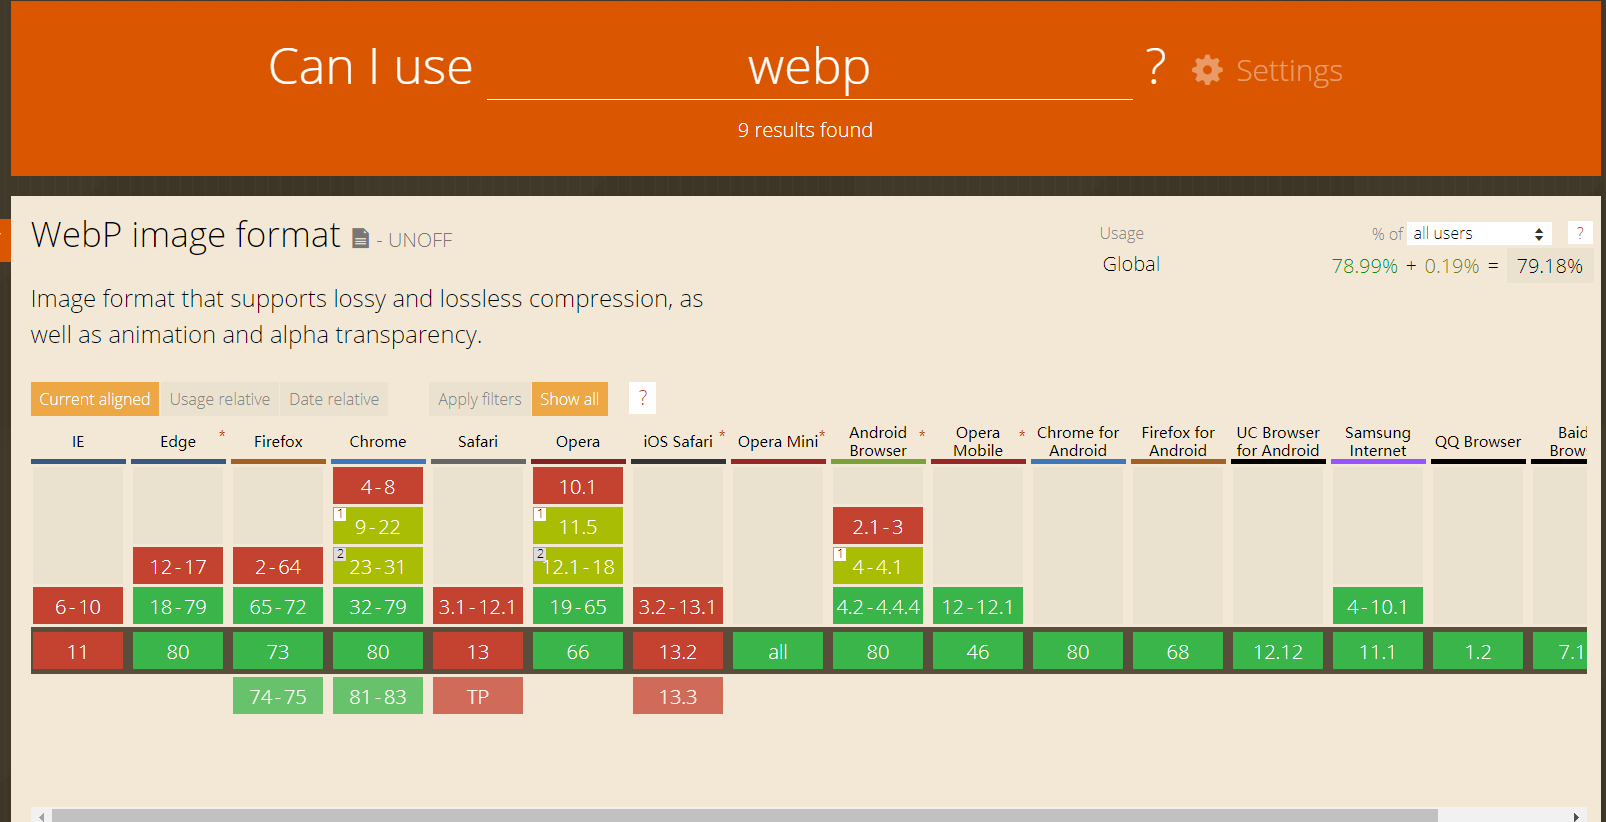 Can I use webp ? Settings
9 results found
WebP image format - UNOFF
Usage % of all users ?
Global 78.99% + 0.19% = 79.18%
Image format that supports lossy and lossless compression, as
well as animation and alpha transparency.
Current aligned Usage relative Date relative Apply filters Show all ?
IE Edge * Firefox Chrome Safari Opera iOS Safari * Opera Mini * Android Browser * Opera Mobile * Chrome for Android Firefox for Android UC Browser for Android Samsung Internet QQ Browser Baid Brow
4-8 10.1
1 9-22 1 11.5 2.1-3
12-17 2-64 2 23-31 2 12.1-18 1 4-4.1
6-10 18-79 65-72 32-79 3.1-12.1 19-65 3.2-13.1 4.2-4.4.4 12-12.1 4-10.1
11 80 73 80 13 66 13.2 all 80 46 80 68 12.12 11.1 1.2 7.1
74-75 81-83 TP 13.3